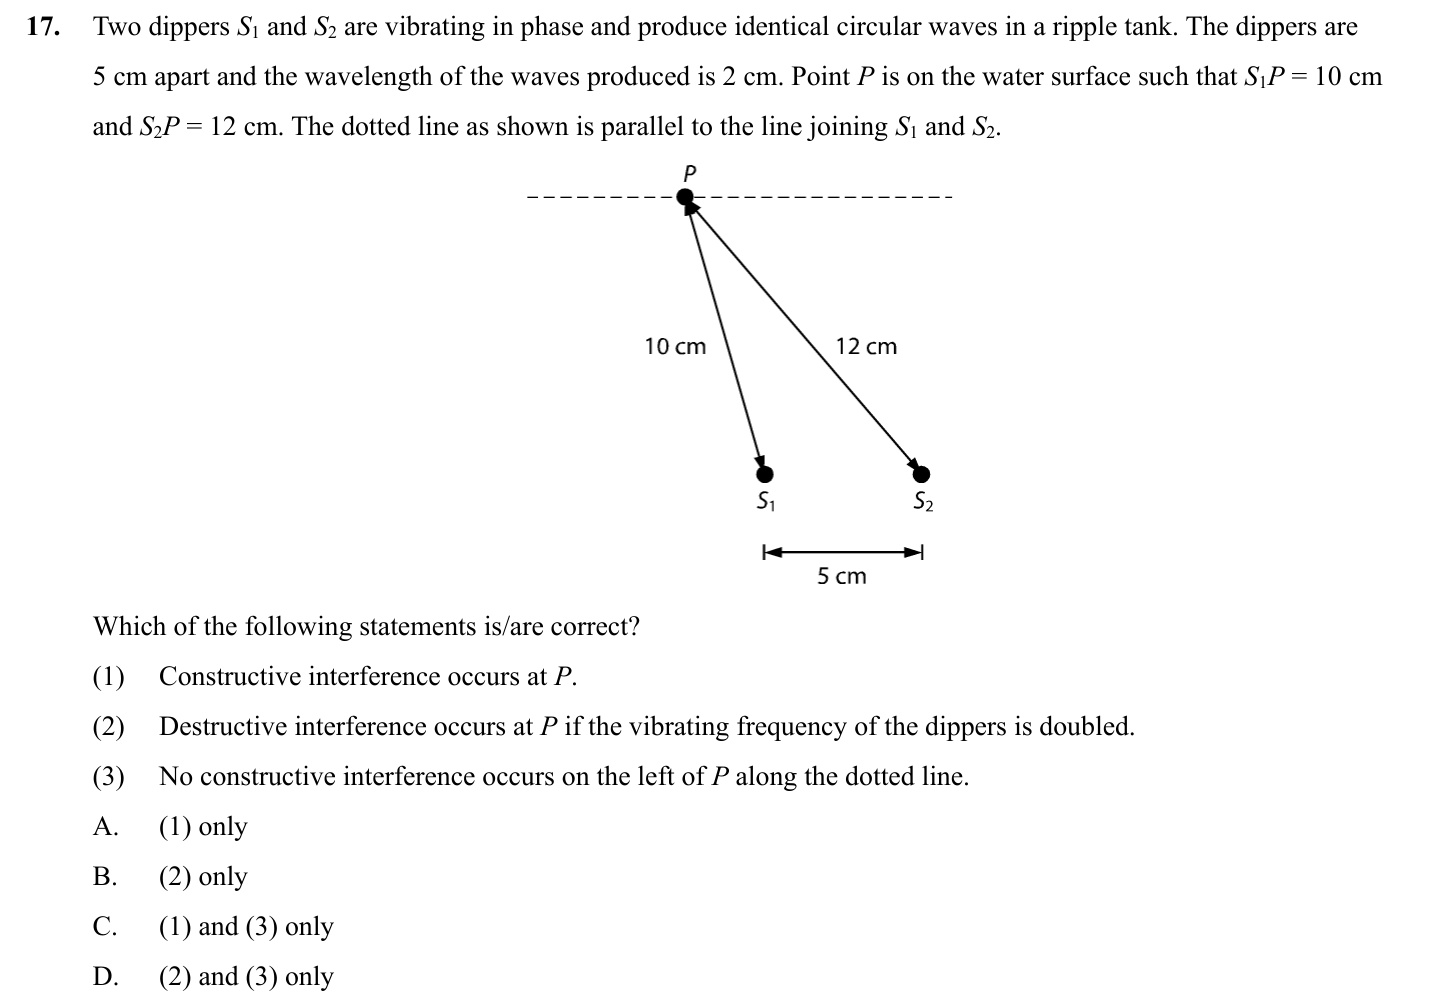 17. Two dippers S₁ and S₂ are vibrating in phase and produce identical circular waves in a ripple tank. The dippers are
5 cm apart and the wavelength of the waves produced is 2 cm. Point P is on the water surface such that S₁P = 10 cm
and S₂P = 12 cm. The dotted line as shown is parallel to the line joining S₁ and S₂.
P
10 cm
12 cm
S₁
S₂
5 cm
Which of the following statements is/are correct?
(1) Constructive interference occurs at P.
(2) Destructive interference occurs at P if the vibrating frequency of the dippers is doubled.
(3) No constructive interference occurs on the left of P along the dotted line.
A. (1) only
B. (2) only
C. (1) and (3) only
D. (2) and (3) only